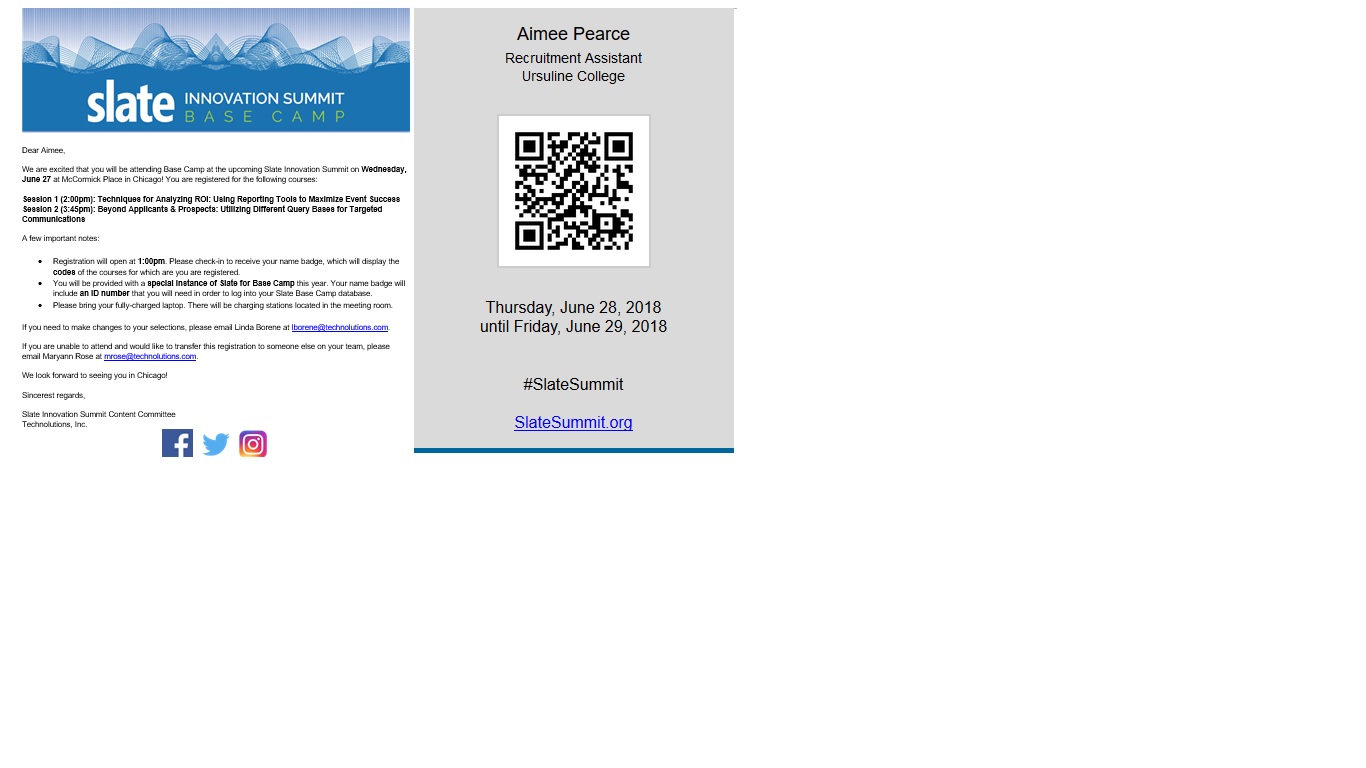 slate INNOVATION SUMMIT
BASE CAMP
Dear Aimee,
We are excited that you will be attending Base Camp at the upcoming Slate Innovation Summit on Wednesday,
June 27 at McCormick Place in Chicago! You are registered for the following courses:
Session 1 (2:00pm): Techniques for Analyzing ROI: Using Reporting Tools to Maximize Event Success
Session 2 (3:45pm): Beyond Applicants & Prospects: Utilizing Different Query Bases for Targeted
Communications
A few important notes:
• Registration will open at 1:00pm. Please check-in to receive your name badge, which will display the
codes of the courses for which are you are registered.
• You will be provided with a special instance of Slate for Base Camp this year. Your name badge will
include an ID number that you will need in order to log into your Slate Base Camp database.
• Please bring your fully-charged laptop. There will be charging stations located in the meeting room.
If you need to make changes to your selections, please email Linda Borene at lborene@technolutions.com.
If you are unable to attend and would like to transfer this registration to someone else on your team, please
email Maryann Rose at mrose@technolutions.com.
We look forward to seeing you in Chicago!
Sincerest regards,
Slate Innovation Summit Content Committee
Technolutions, Inc.
Aimee Pearce
Recruitment Assistant
Ursuline College
Thursday, June 28, 2018
until Friday, June 29, 2018
#SlateSummit
SlateSummit.org